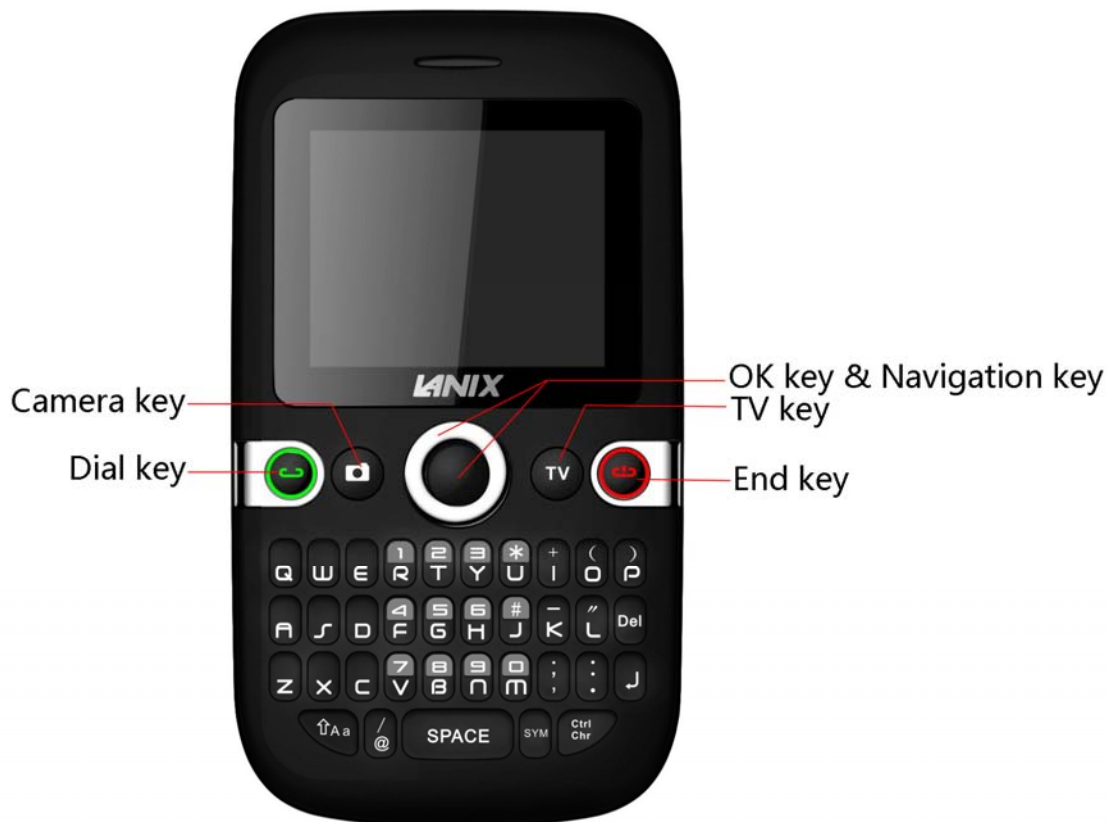 LANIX
OK key & Navigation key
Camera key
TV key
Dial key
TV
End key
1 2 3 * + ( )
Q W E R T Y U I O P
4 5 6 # - "
A S D F G H J K L Del
7 8 9 0 ; :
Z X C V B N M , .
⇧Aa / @ SPACE SYM Ctrl Chr